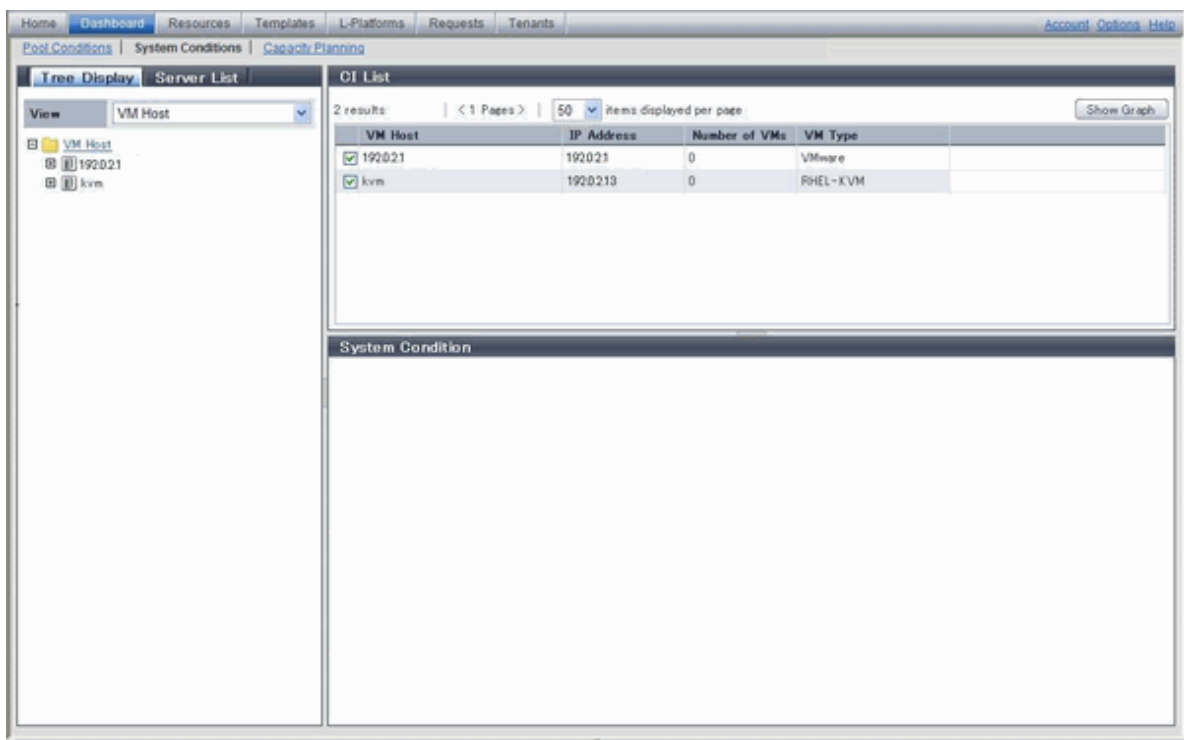 Home Dashboard Resources Templates L-Platforms Requests Tenants Account Options Help
Pool Conditions | System Conditions | Capacity Planning
Tree Display Server List
View VM Host
VM Host
192.0.2.1
kvm
CI List
2 results | < 1 Pages > | 50 items displayed per page Show Graph
VM Host IP Address Number of VMs VM Type
192.0.2.1 192.0.2.1 0 VMware
kvm 192.0.2.13 0 RHEL-KVM
System Condition